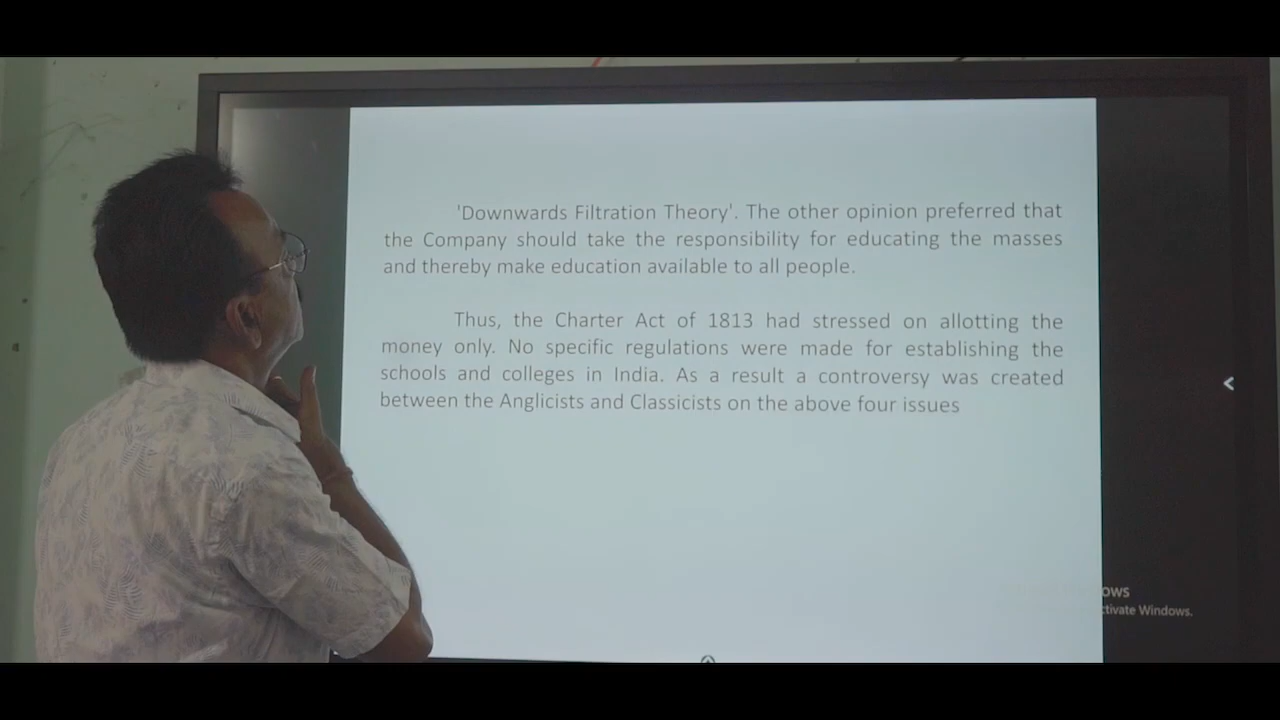 'Downwards Filtration Theory'. The other opinion preferred that
the Company should take the responsibility for educating the masses
and thereby make education available to all people.
Thus, the Charter Act of 1813 had stressed on allotting the
money only. No specific regulations were made for establishing the
schools and colleges in India. As a result a controversy was created
between the Anglicists and Classicists on the above four issues
Windows.